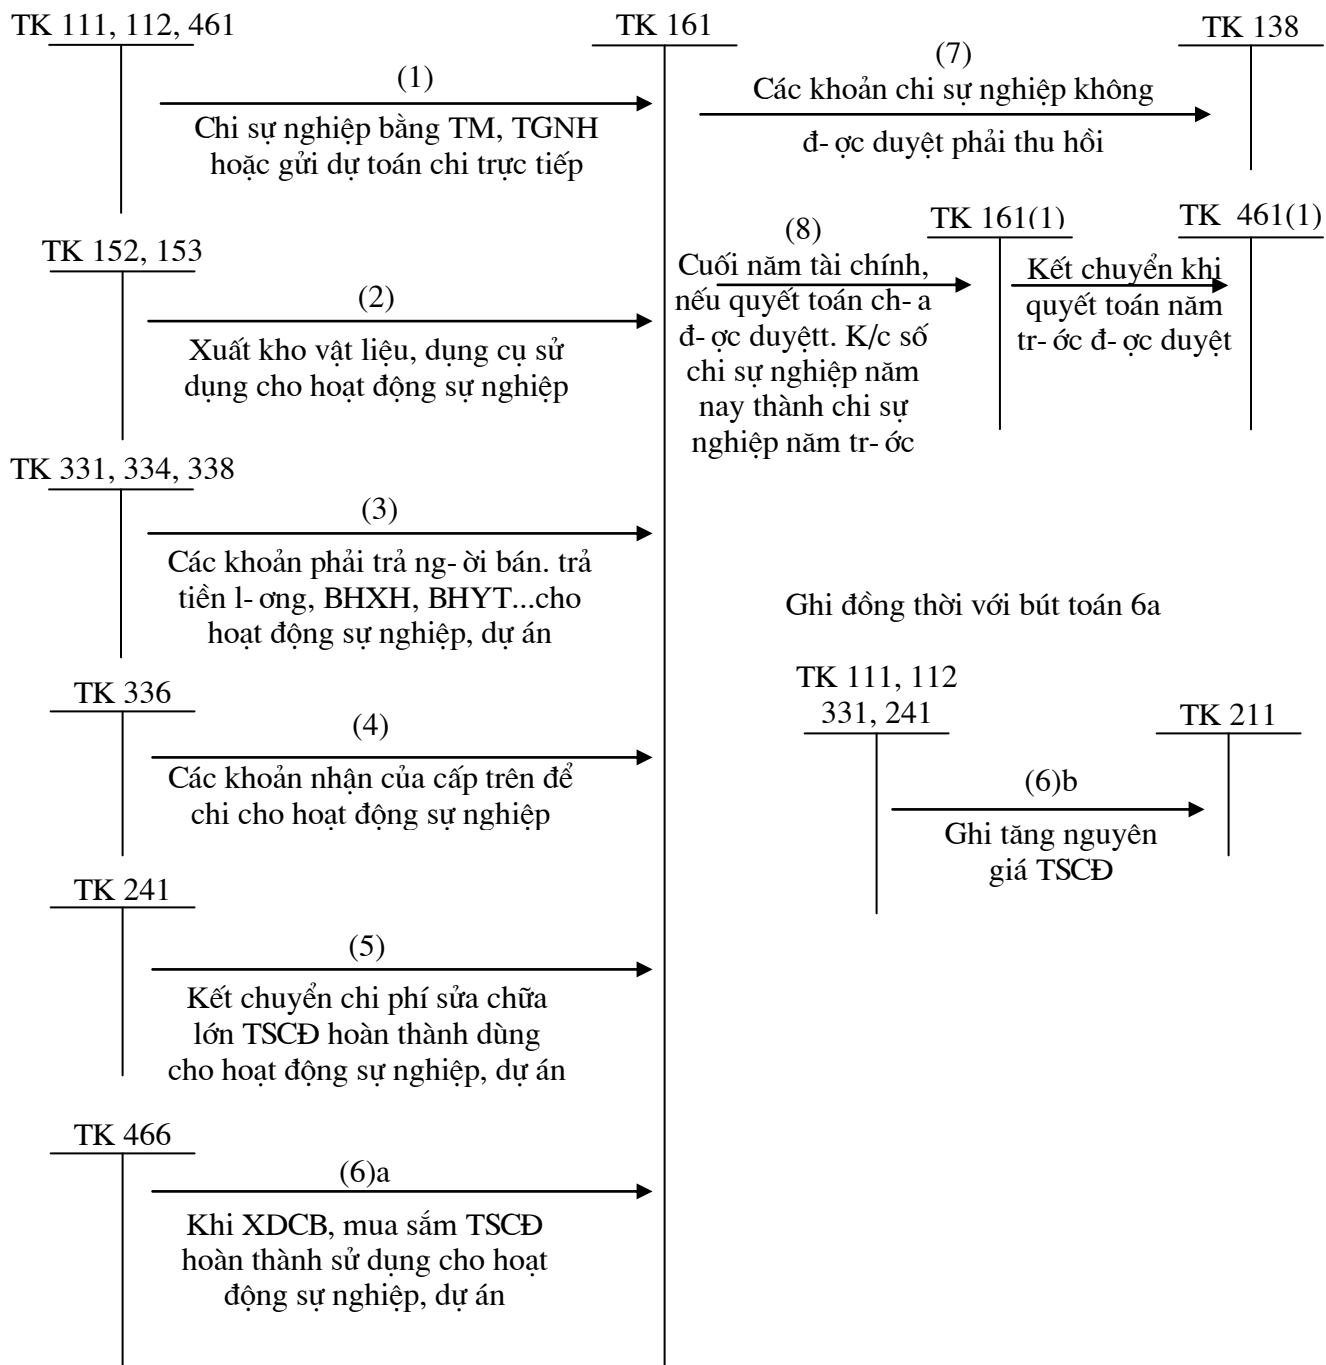 TK 111, 112, 461
TK 161
TK 138
(1)
Chi sự nghiệp bằng TM, TGNH
hoặc gửi dự toán chi trực tiếp
(7)
Các khoản chi sự nghiệp không
đ- ợc duyệt phải thu hồi
TK 152, 153
(2)
Xuất kho vật liệu, dụng cụ sử
dụng cho hoạt động sự nghiệp
(8)
Cuối năm tài chính,
nếu quyết toán ch- a
đ- ợc duyệtt. K/c số
chi sự nghiệp năm
nay thành chi sự
nghiệp năm tr- ớc
TK 161(1)
Kết chuyển khi
quyết toán năm
tr- ớc đ- ợc duyệt
TK 461(1)
TK 331, 334, 338
(3)
Các khoản phải trả ng- ời bán. trả
tiền l- ơng, BHXH, BHYT...cho
hoạt động sự nghiệp, dự án
Ghi đồng thời với bút toán 6a
TK 336
(4)
Các khoản nhận của cấp trên để
chi cho hoạt động sự nghiệp
TK 111, 112
331, 241
TK 211
(6)b
Ghi tăng nguyên
giá TSCĐ
TK 241
(5)
Kết chuyển chi phí sửa chữa
lớn TSCĐ hoàn thành dùng
cho hoạt động sự nghiệp, dự án
TK 466
(6)a
Khi XDCB, mua sắm TSCĐ
hoàn thành sử dụng cho hoạt
động sự nghiệp, dự án